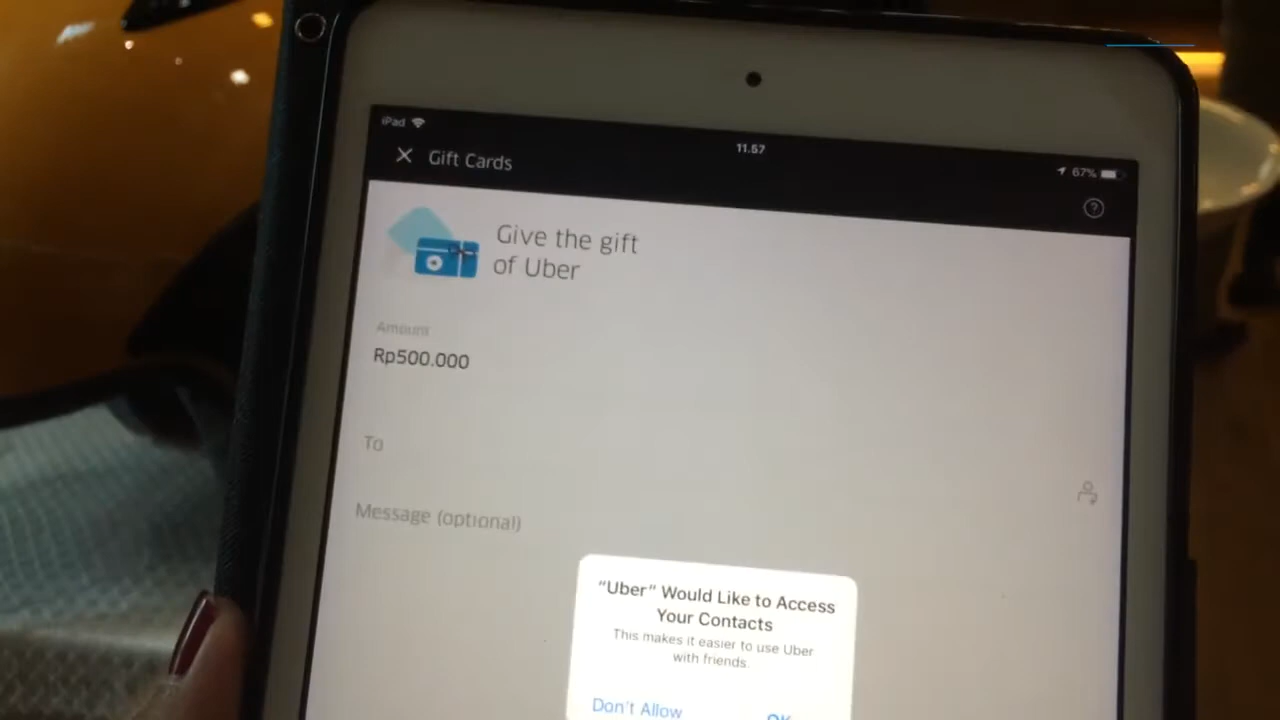 iPad
11.57
67%
Gift Cards
Give the gift
of Uber
Amount
Rp500.000
To
Message (optional)
"Uber" Would Like to Access
Your Contacts
This makes it easier to use Uber
with friends.
Don't Allow
OK